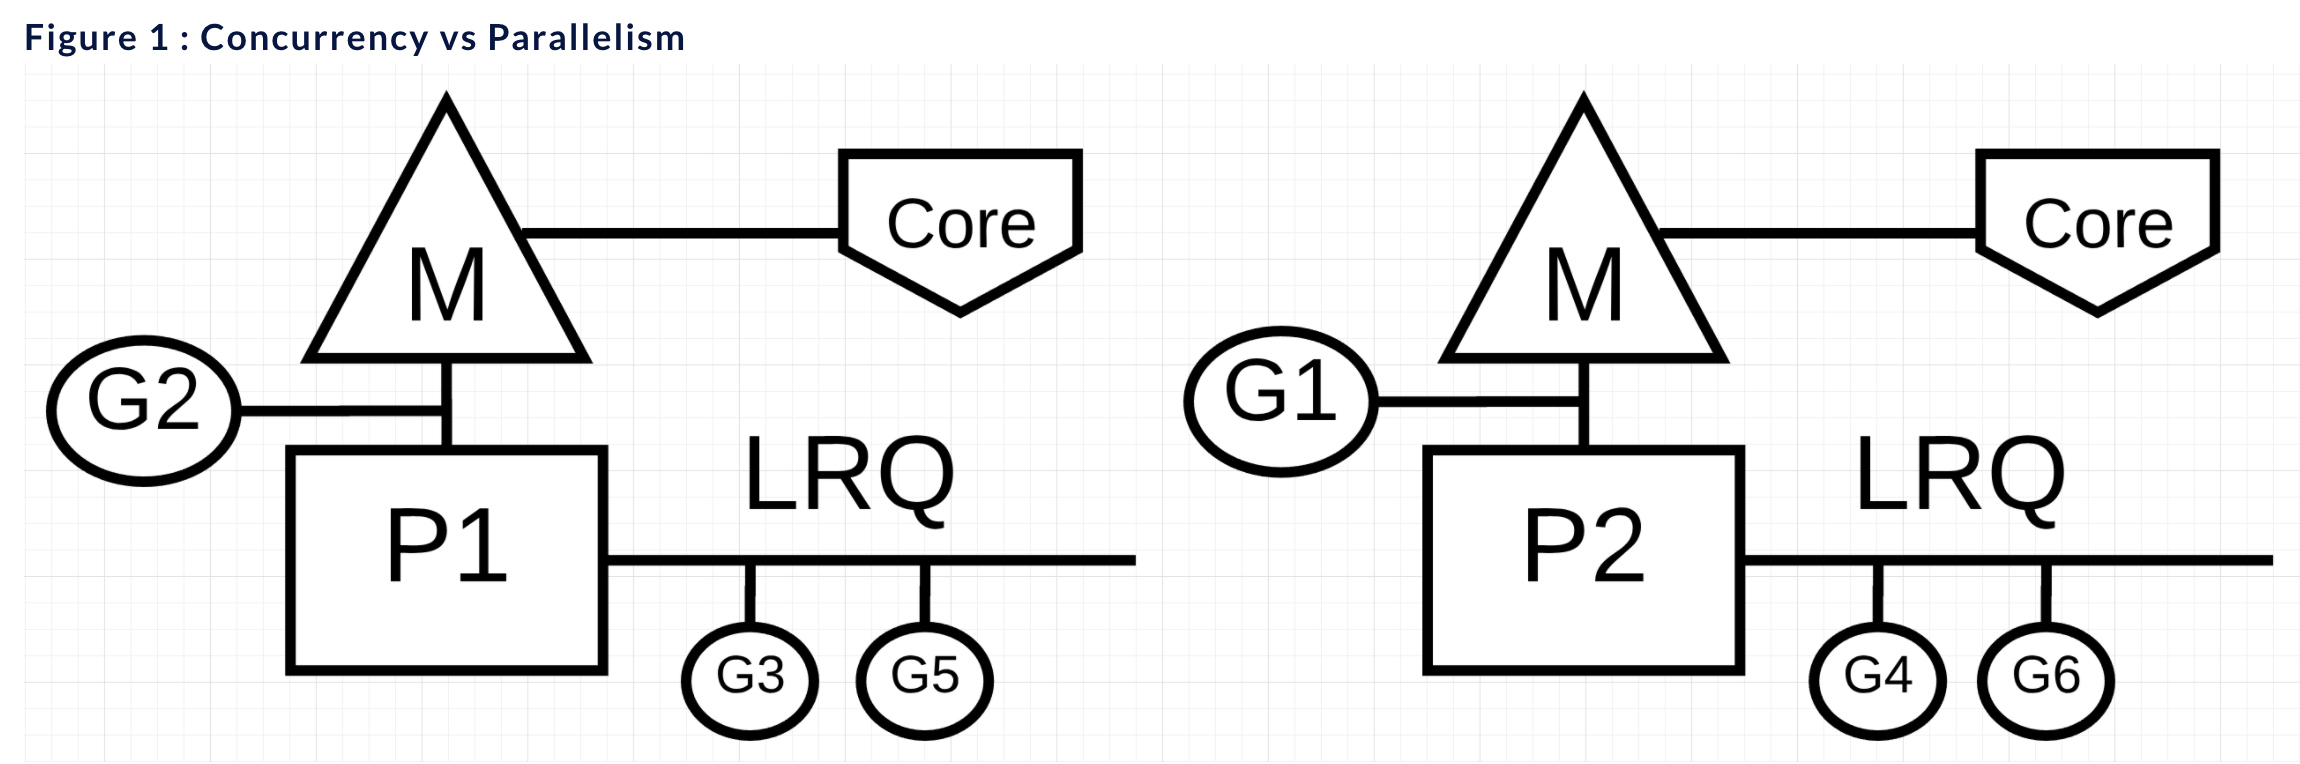 Figure 1 : Concurrency vs Parallelism
M
Core
G2
P1
LRQ
G3
G5
M
Core
G1
P2
LRQ
G4
G6